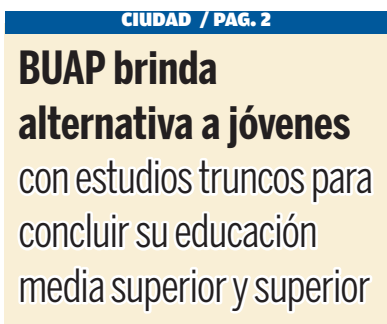 CIUDAD / PAG. 2
BUAP brinda
alternativa a jóvenes
con estudios truncos para
concluir su educación
media superior y superior